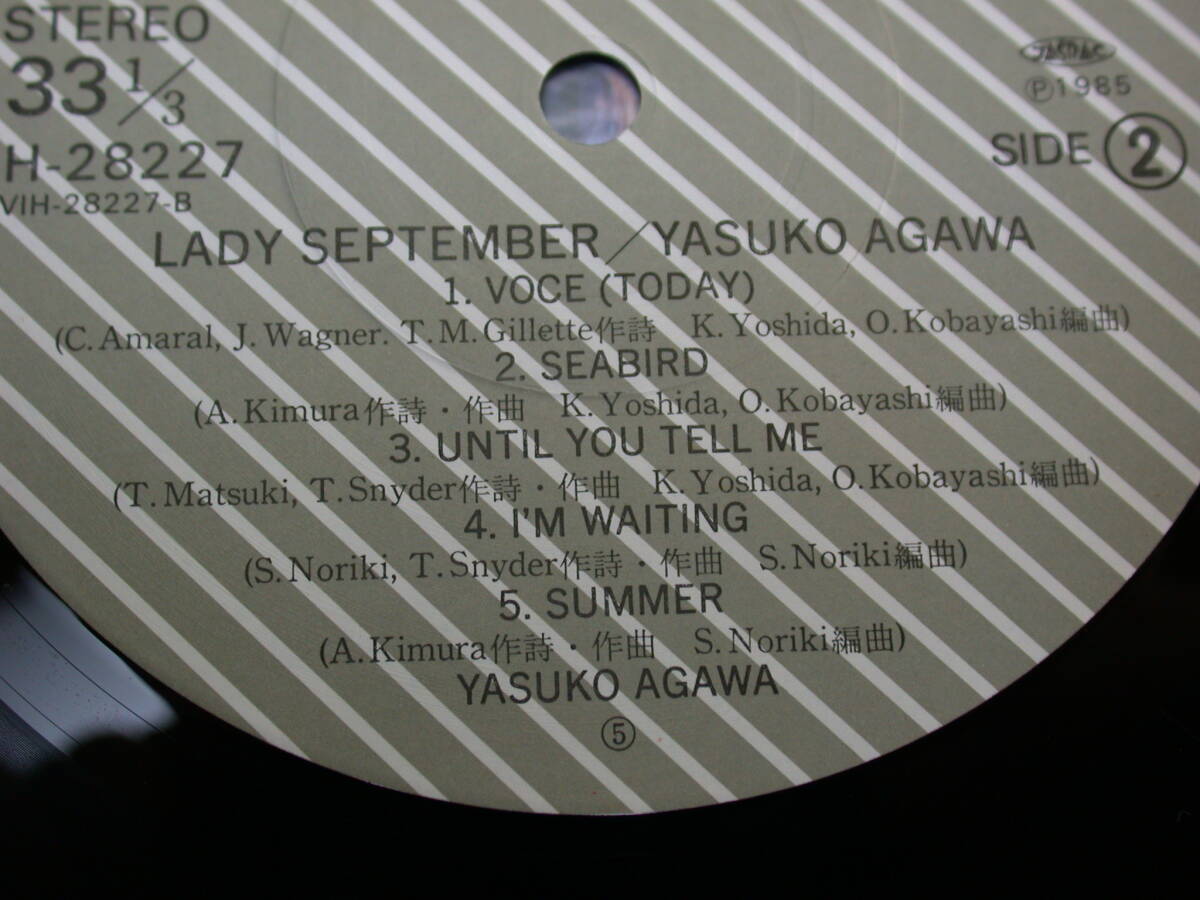 STEREO
33 1/3
H-28227
VIH-28227-B
JASRAC
Ⓟ1985
SIDE ②
LADY SEPTEMBER／YASUKO AGAWA
1. VOCE (TODAY)
(C. Amaral, J. Wagner. T. M. Gillette作詩　K. Yoshida, O. Kobayashi編曲)
2. SEABIRD
(A. Kimura作詩・作曲　K. Yoshida, O. Kobayashi編曲)
3. UNTIL YOU TELL ME
(T. Matsuki, T. Snyder作詩・作曲　K. Yoshida, O. Kobayashi編曲)
4. I'M WAITING
(S. Noriki, T. Snyder作詩・作曲　S. Noriki編曲)
5. SUMMER
(A. Kimura作詩・作曲　S. Noriki編曲)
YASUKO AGAWA
⑤